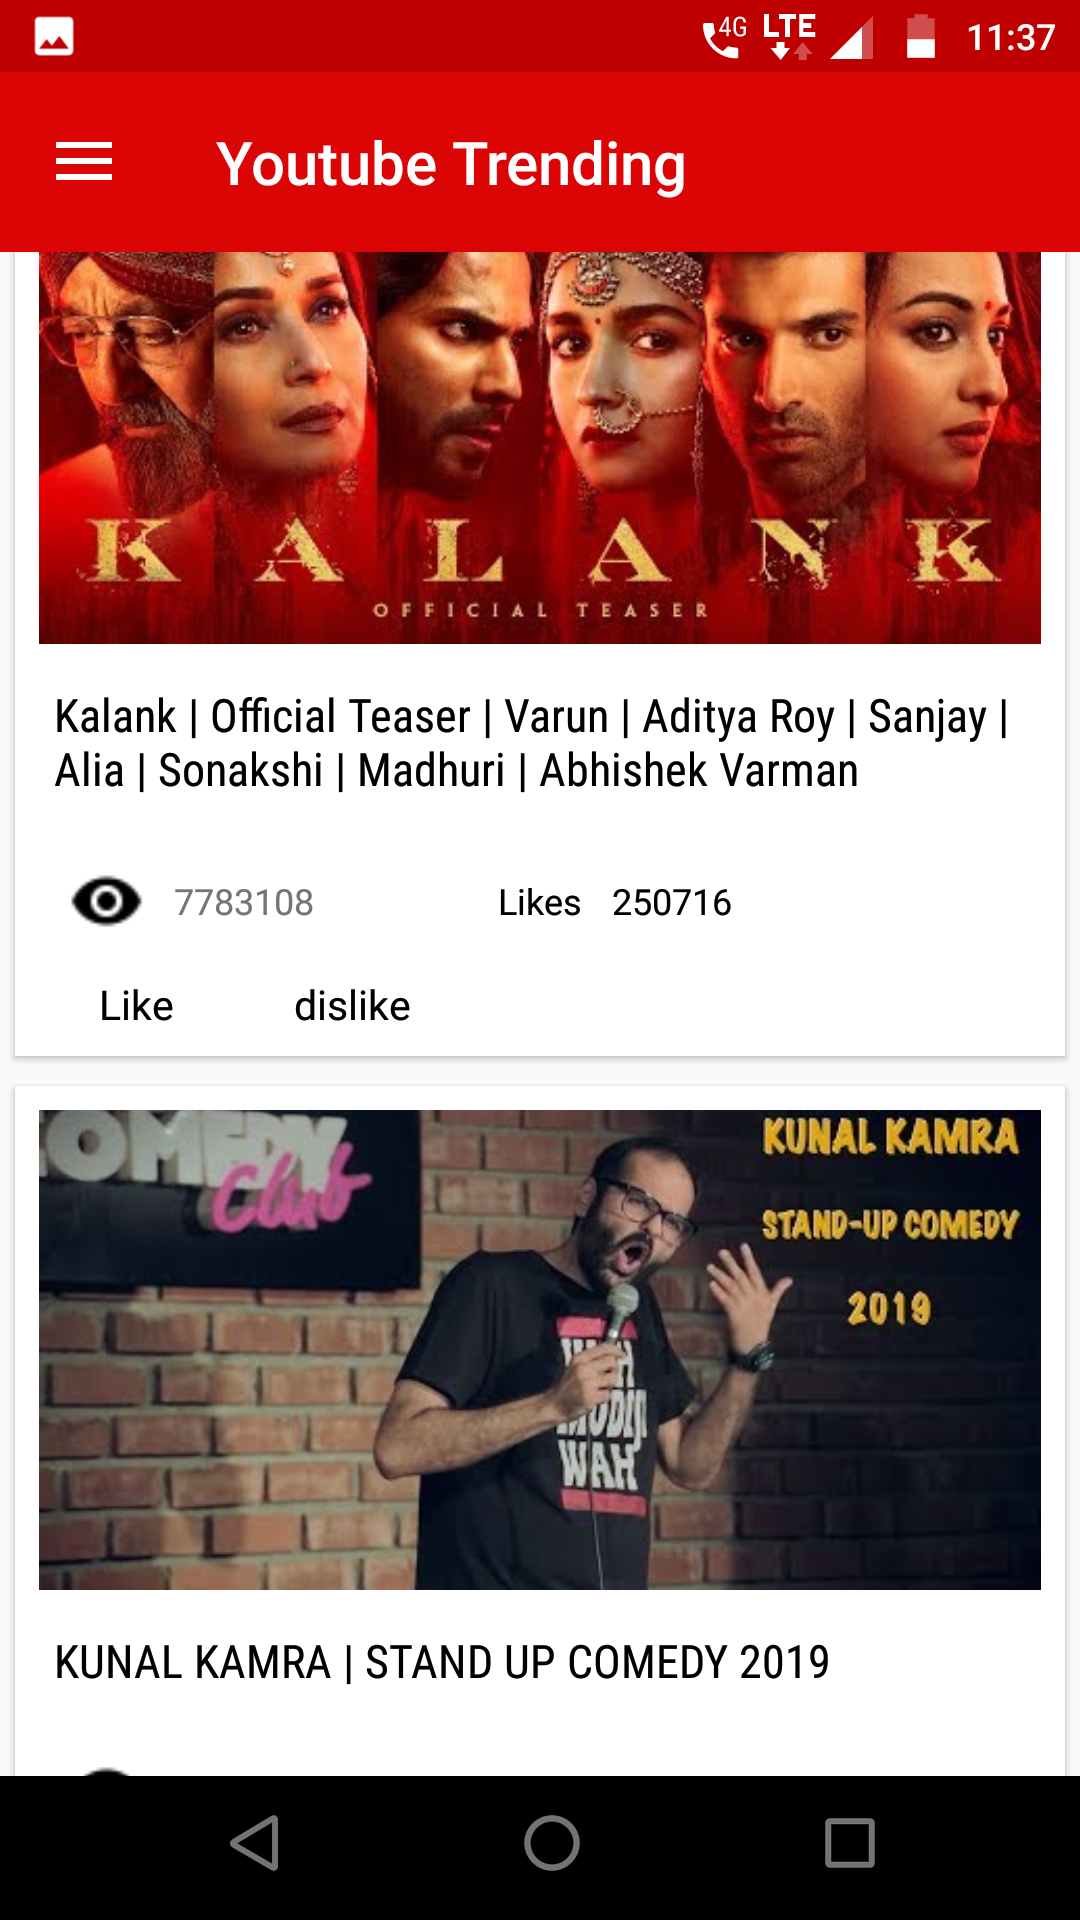 4G LTE 11:37
Youtube Trending
KALANK
OFFICIAL TEASER
Kalank | Official Teaser | Varun | Aditya Roy | Sanjay |
Alia | Sonakshi | Madhuri | Abhishek Varman
7783108 Likes 250716
Like dislike
COMEDY
Club
KUNAL KAMRA
STAND-UP COMEDY
2019
WAH
MODIJI
WAH
KUNAL KAMRA | STAND UP COMEDY 2019